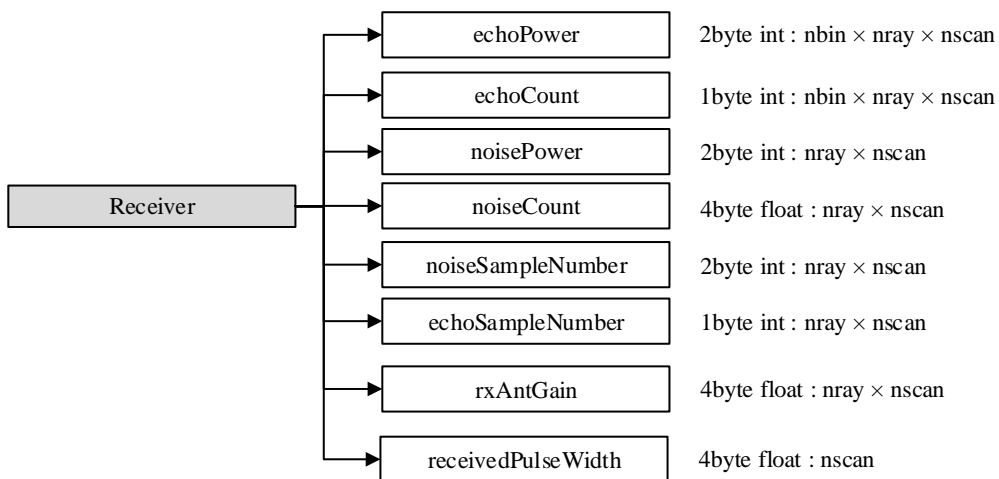 echoPower 2byte int : nbin × nray × nscan
echoCount 1byte int : nbin × nray × nscan
noisePower 2byte int : nray × nscan
Receiver noiseCount 4byte float : nray × nscan
noiseSampleNumber 2byte int : nray × nscan
echoSampleNumber 1byte int : nray × nscan
rxAntGain 4byte float : nray × nscan
receivedPulseWidth 4byte float : nscan